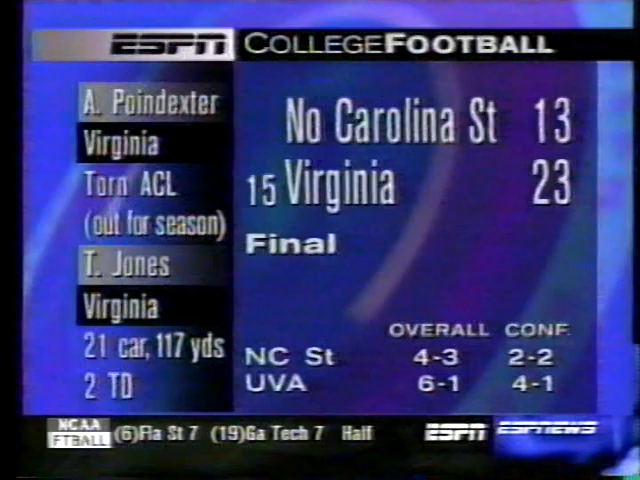 ESPN COLLEGEFOOTBALL
A. Poindexter
Virginia
Torn ACL
(out for season)
T. Jones
Virginia
21 car, 117 yds
2 TD
No Carolina St 13
15 Virginia 23
Final
OVERALL CONF.
NC St 4-3 2-2
UVA 6-1 4-1
NCAA
FTBALL
(6)Fla St 7 (19)Ga Tech 7 Half
ESPN ESPNEWS